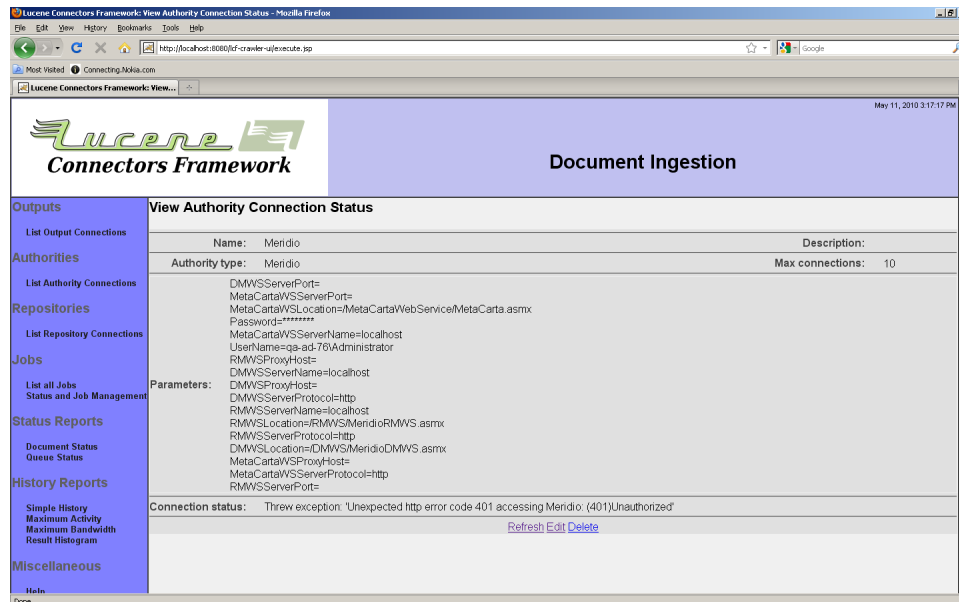 Lucene Connectors Framework: View Authority Connection Status - Mozilla Firefox
File Edit View History Bookmarks Tools Help
http://localhost:8080/lcf-crawler-ui/execute.jsp
Google
Most Visited Connecting.Nokia.com
Lucene Connectors Framework: View...
May 11, 2010 3:17:17 PM
Lucene
Connectors Framework
Document Ingestion
Outputs
List Output Connections
Authorities
List Authority Connections
Repositories
List Repository Connections
Jobs
List all Jobs
Status and Job Management
Status Reports
Document Status
Queue Status
History Reports
Simple History
Maximum Activity
Maximum Bandwidth
Result Histogram
Miscellaneous
Help
View Authority Connection Status
Name: Meridio Description:
Authority type: Meridio Max connections: 10
Parameters:
DMWSServerPort=
MetaCartaWSServerPort=
MetaCartaWSLocation=/MetaCartaWebService/MetaCarta.asmx
Password=********
MetaCartaWSServerName=localhost
UserName=qa-ad-76\Administrator
RMWSProxyHost=
DMWSServerName=localhost
DMWSProxyHost=
DMWSServerProtocol=http
RMWSServerName=localhost
RMWSLocation=/RMWS/MeridioRMWS.asmx
RMWSServerProtocol=http
DMWSLocation=/DMWS/MeridioDMWS.asmx
MetaCartaWSProxyHost=
MetaCartaWSServerProtocol=http
RMWSServerPort=
Connection status: Threw exception: 'Unexpected http error code 401 accessing Meridio: (401)Unauthorized'
Refresh Edit Delete
Done